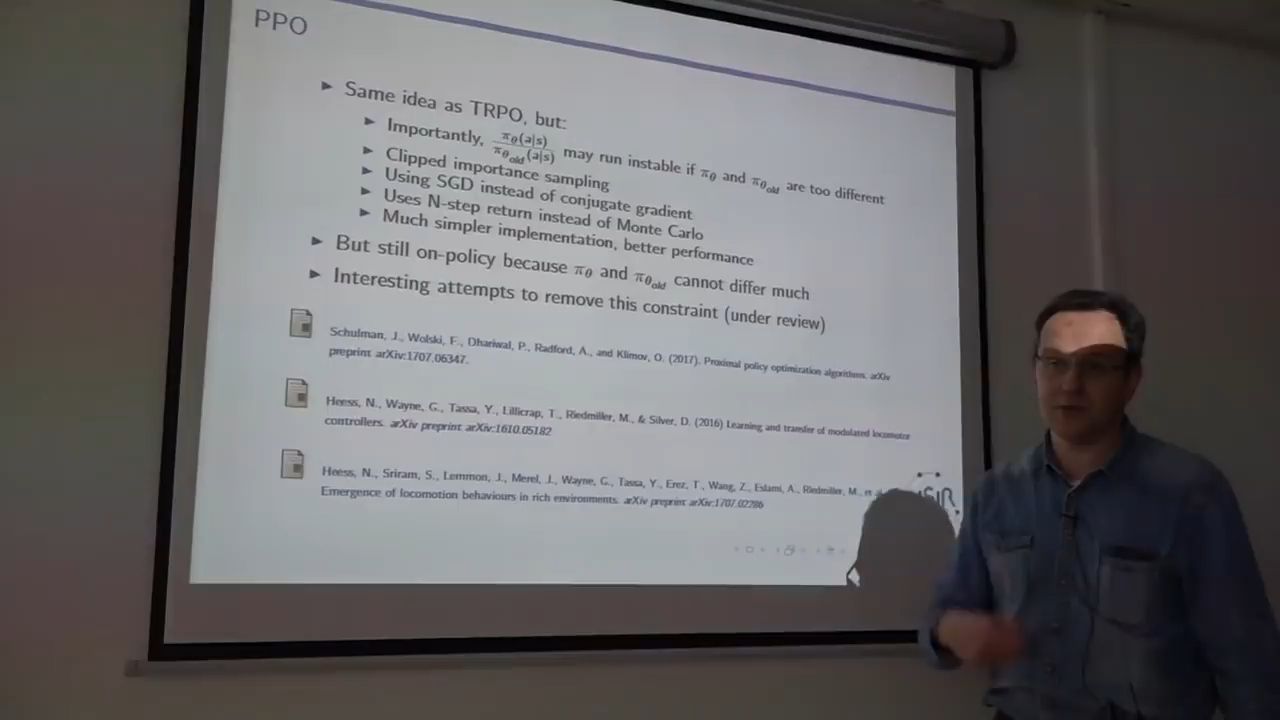 PPO
► Same idea as TRPO, but:
► Importantly, πθ(a|s) / πθold(a|s) may run instable if πθ and πθold are too different
► Clipped importance sampling
► Using SGD instead of conjugate gradient
► Uses N-step return instead of Monte Carlo
► Much simpler implementation, better performance
► But still on-policy because πθ and πθold cannot differ much
► Interesting attempts to remove this constraint (under review)
Schulman, J., Wolski, F., Dhariwal, P., Radford, A., and Klimov, O. (2017). Proximal policy optimization algorithms. arXiv
preprint arXiv:1707.06347.
Heess, N., Wayne, G., Tassa, Y., Lillicrap, T., Riedmiller, M., & Silver, D. (2016) Learning and transfer of modulated locomotor
controllers. arXiv preprint arXiv:1610.05182
Heess, N., Sriram, S., Lemmon, J., Merel, J., Wayne, G., Tassa, Y., Erez, T., Wang, Z., Eslami, A., Riedmiller, M., et
Emergence of locomotion behaviours in rich environments. arXiv preprint arXiv:1707.02286